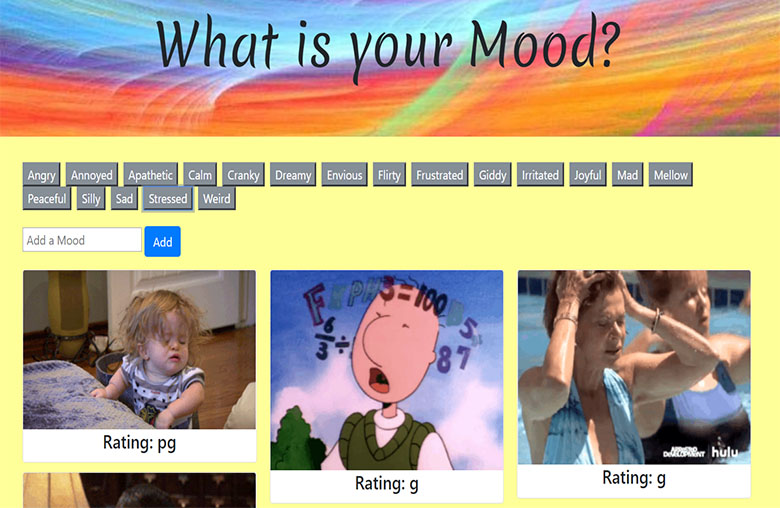 What is your Mood?
Angry Annoyed Apathetic Calm Cranky Dreamy Envious Flirty Frustrated Giddy Irritated Joyful Mad Mellow
Peaceful Silly Sad Stressed Weird
Add a Mood Add
3=100
6
3 ÷
5
87
ARRESTED
DEVELOPMENT hulu
Rating: pg
Rating: g
Rating: g